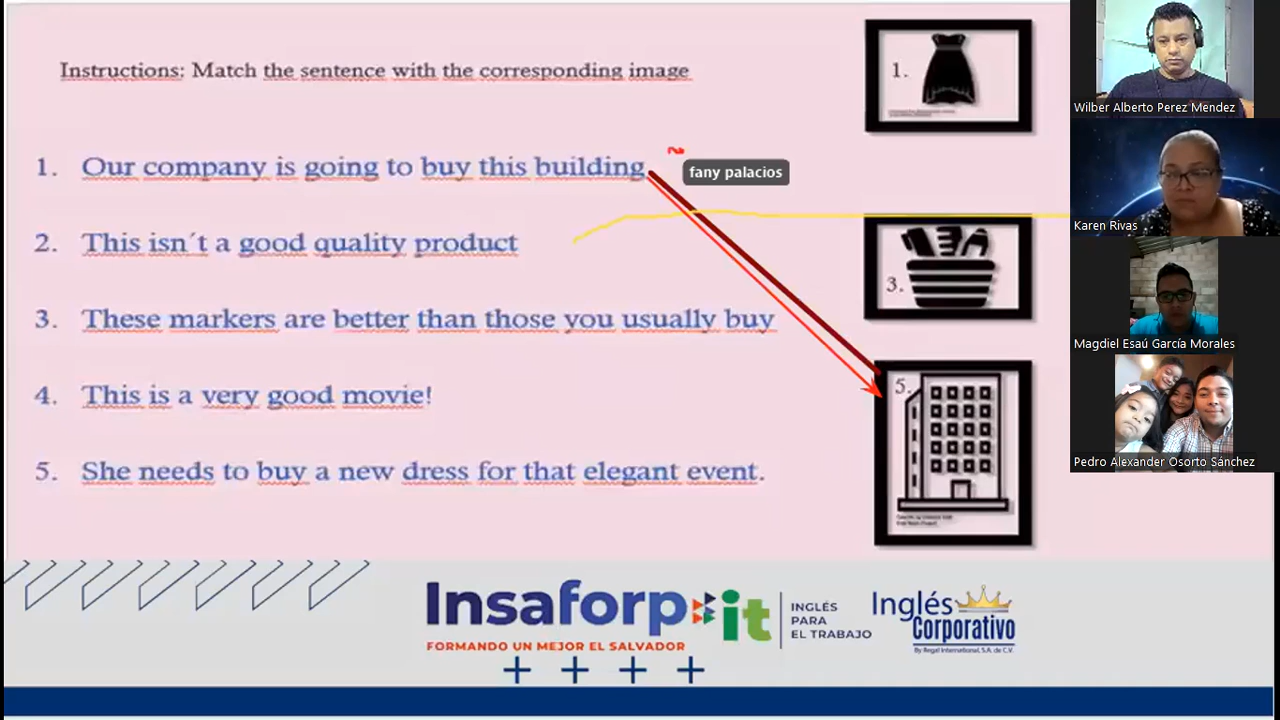 Instructions: Match the sentence with the corresponding image
1. Our company is going to buy this building
2. This isn´t a good quality product
3. These markers are better than those you usually buy
4. This is a very good movie!
5. She needs to buy a new dress for that elegant event.
fany palacios
1.
3.
5.
Wilber Alberto Perez Mendez
Karen Rivas
Magdiel Esaú García Morales
Pedro Alexander Osorto Sánchez
Insaforp
FORMANDO UN MEJOR EL SALVADOR
it
INGLÉS
PARA
EL TRABAJO
Inglés
Corporativo
By Regal International, S.A. de C.V.